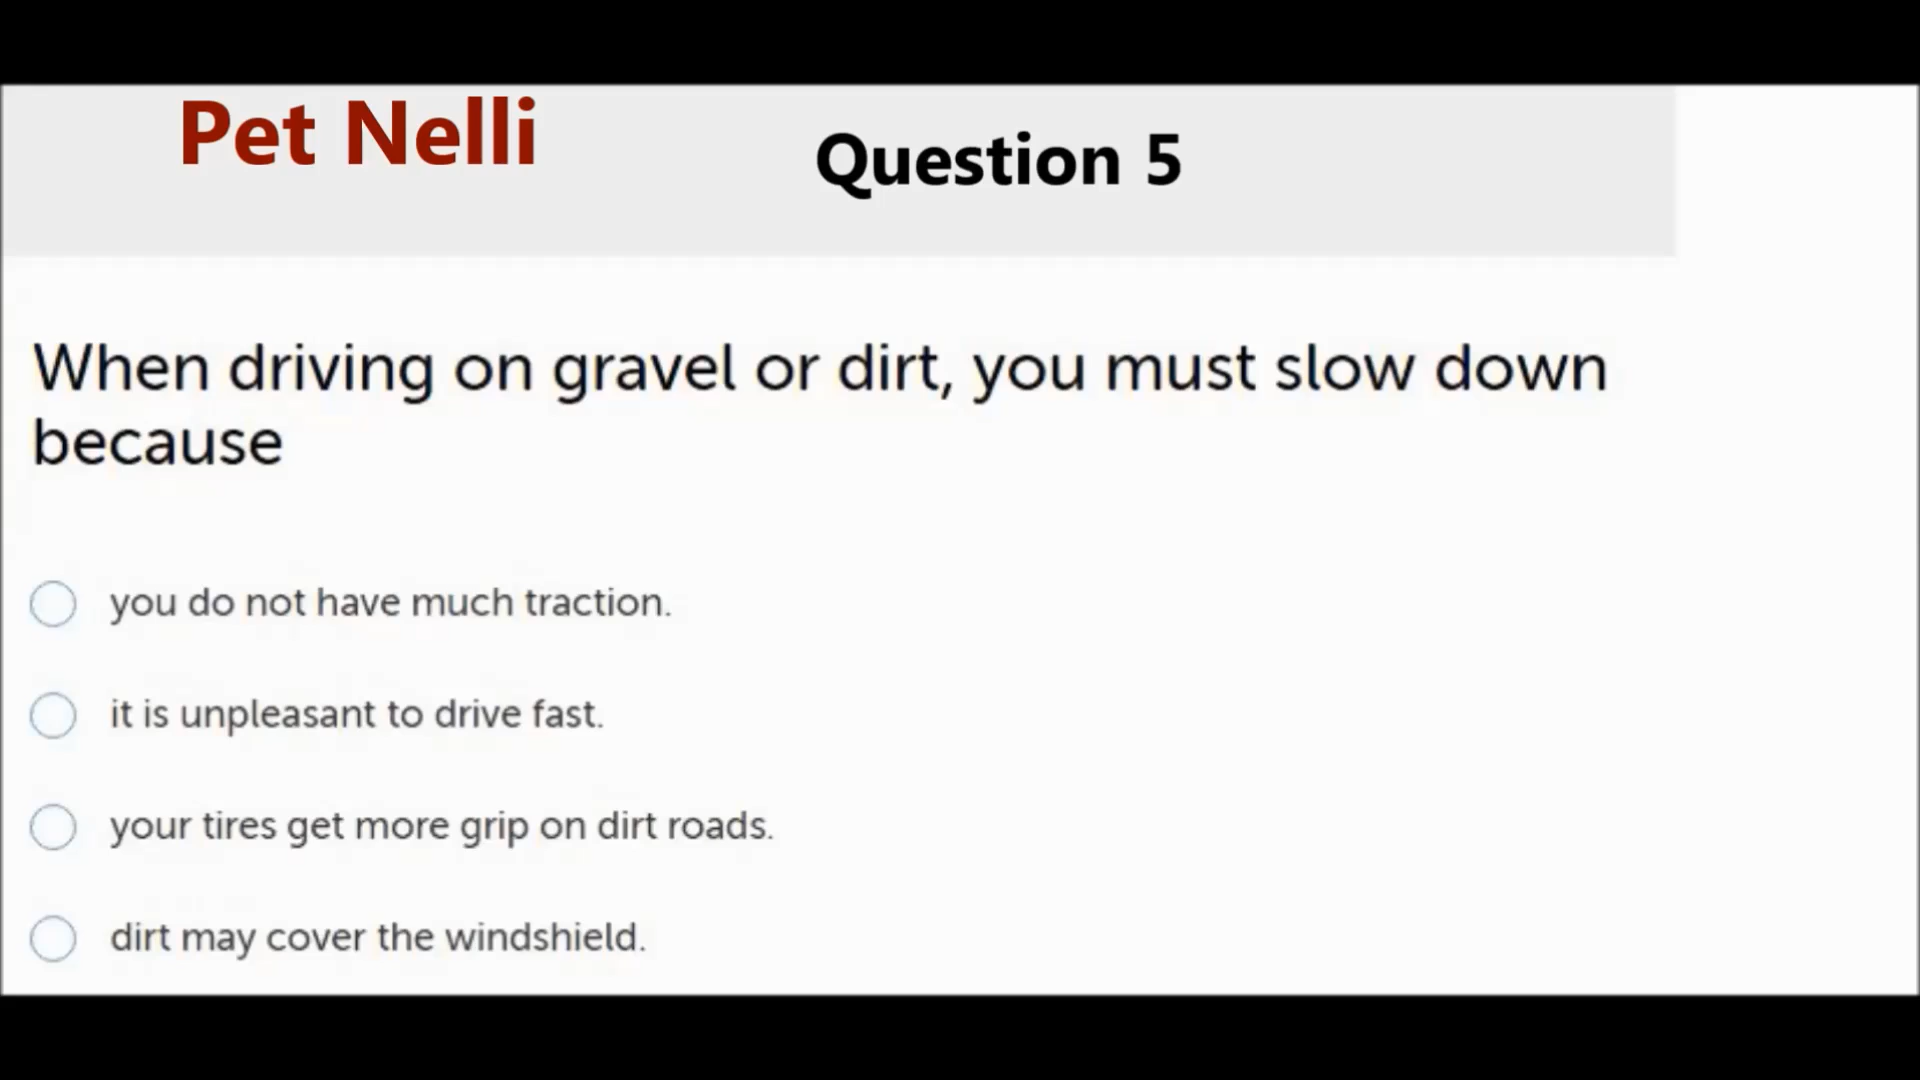 Pet Nelli
Question 5
When driving on gravel or dirt, you must slow down
because
you do not have much traction.
it is unpleasant to drive fast.
your tires get more grip on dirt roads.
dirt may cover the windshield.